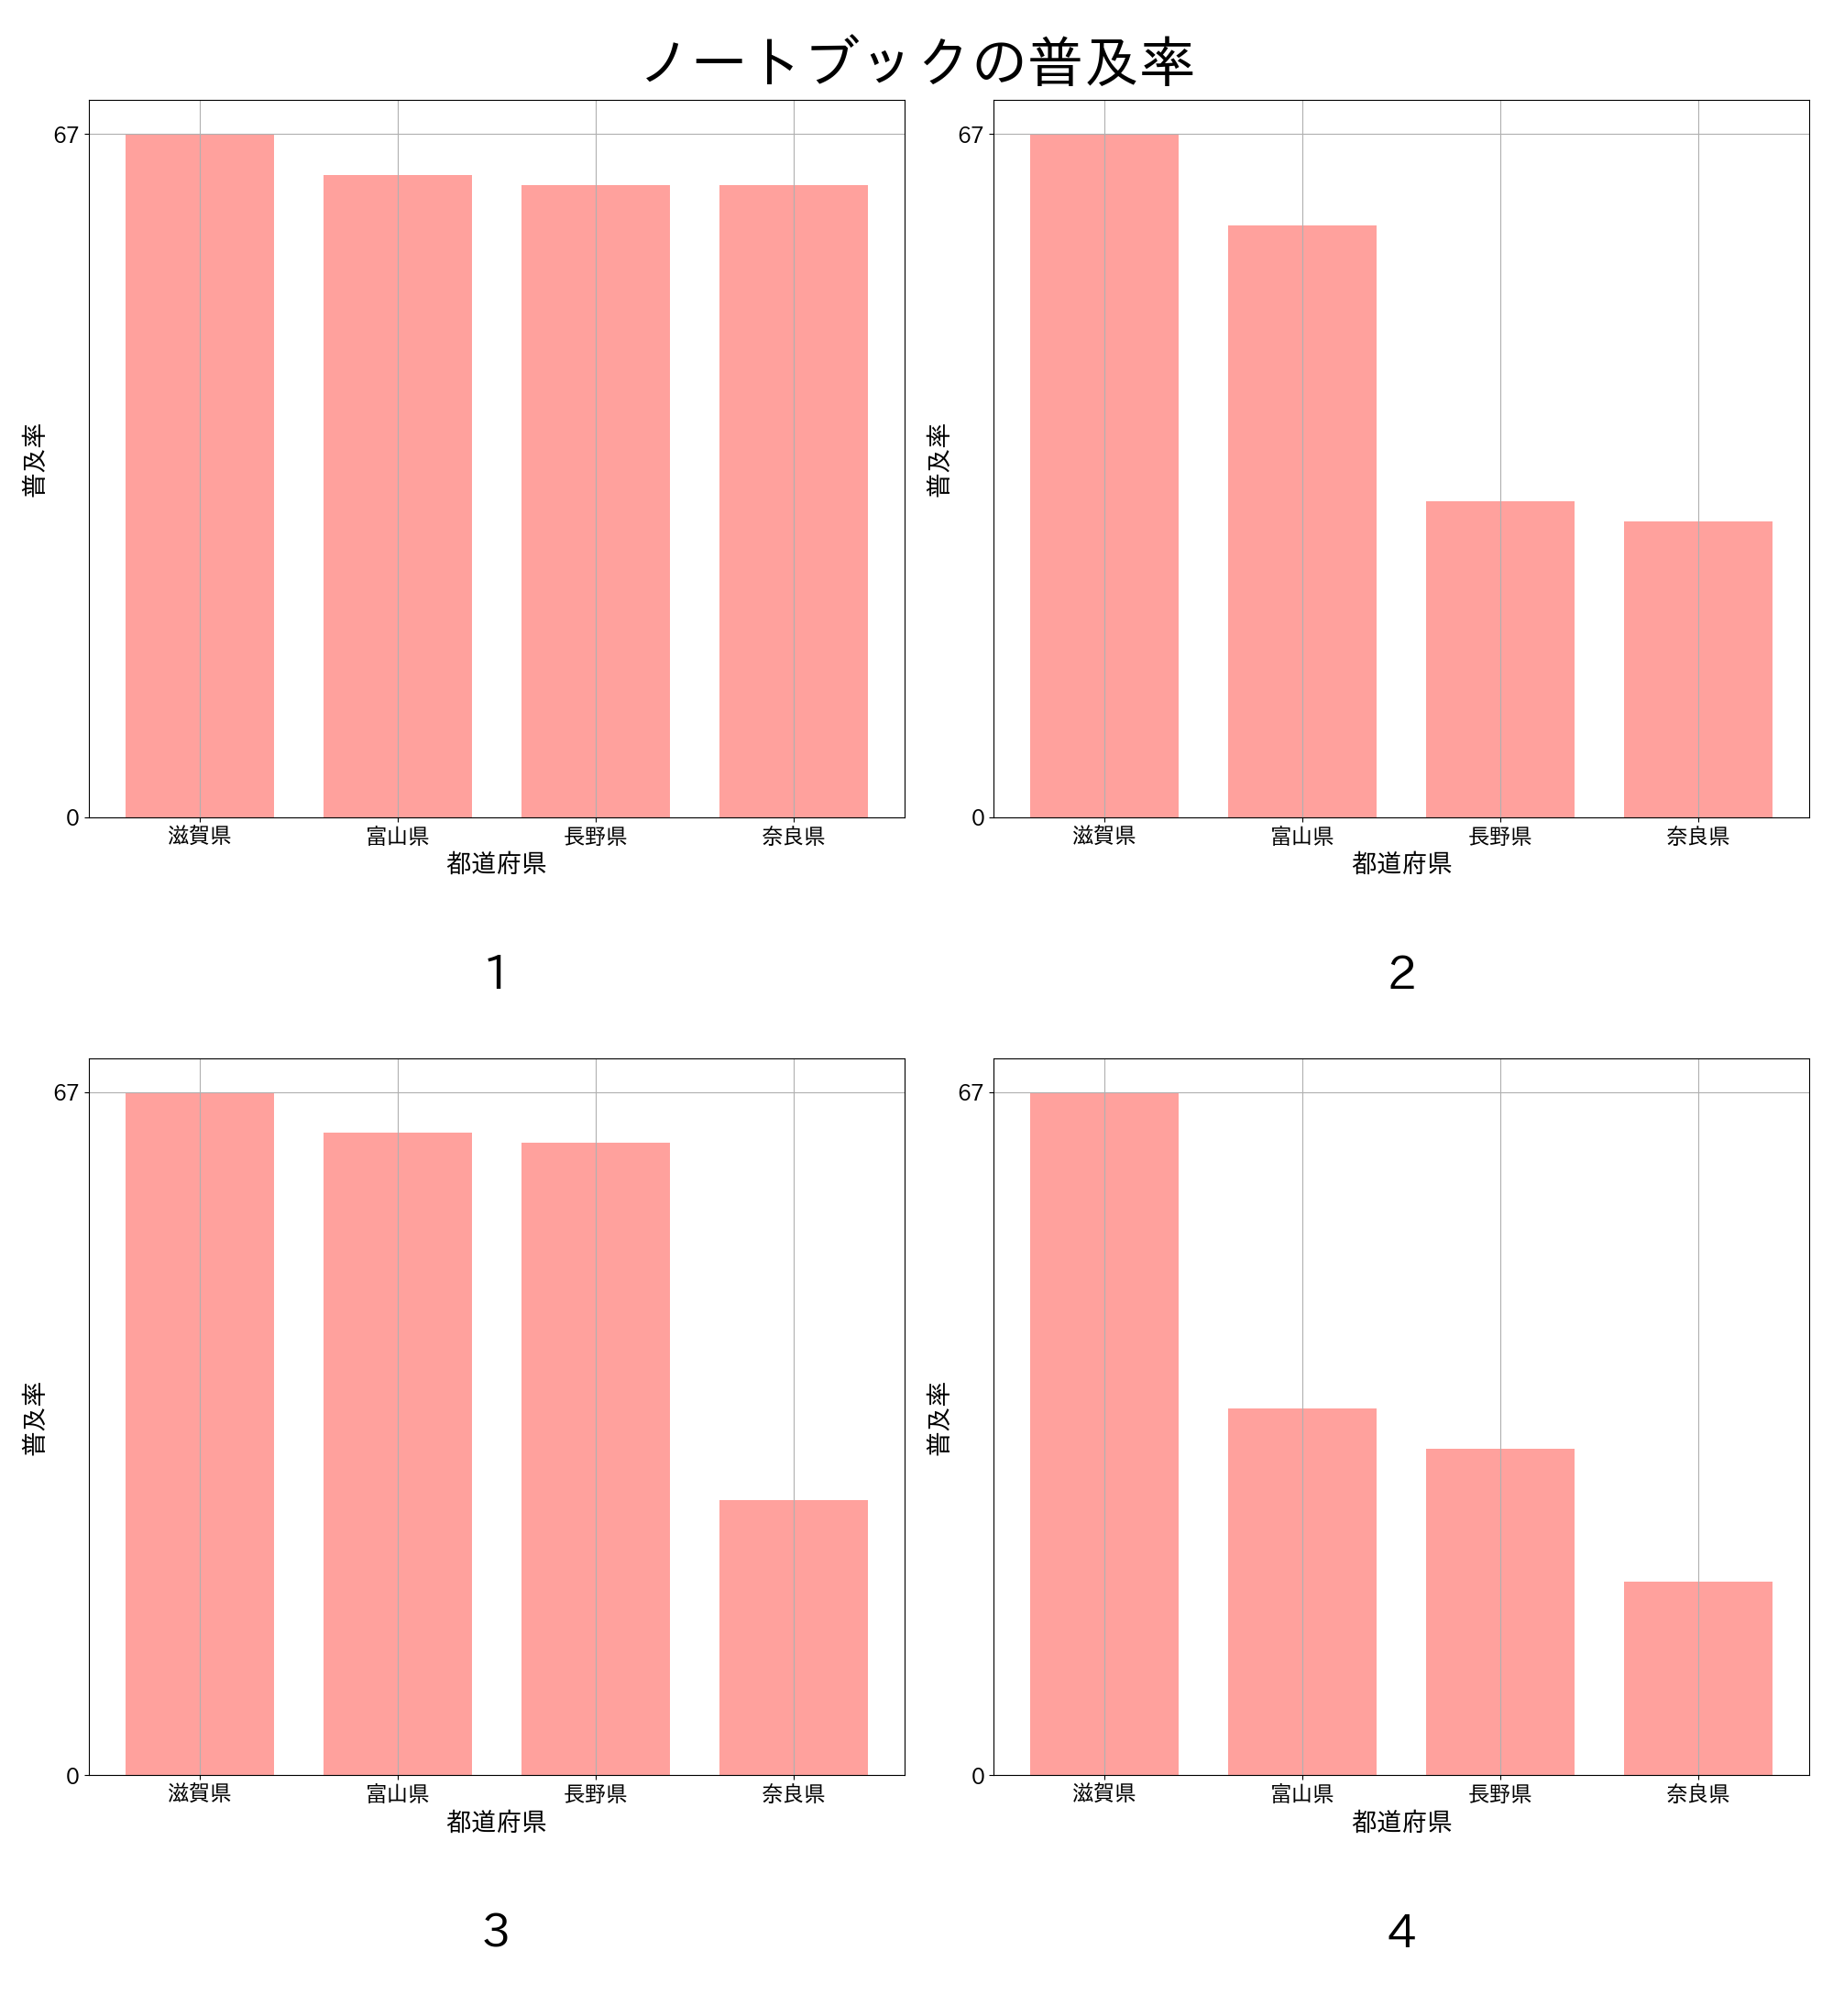 ノートブックの普及率
67
0
普及率
滋賀県 富山県 長野県 奈良県
都道府県
1
67
0
普及率
滋賀県 富山県 長野県 奈良県
都道府県
2
67
0
普及率
滋賀県 富山県 長野県 奈良県
都道府県
3
67
0
普及率
滋賀県 富山県 長野県 奈良県
都道府県
4